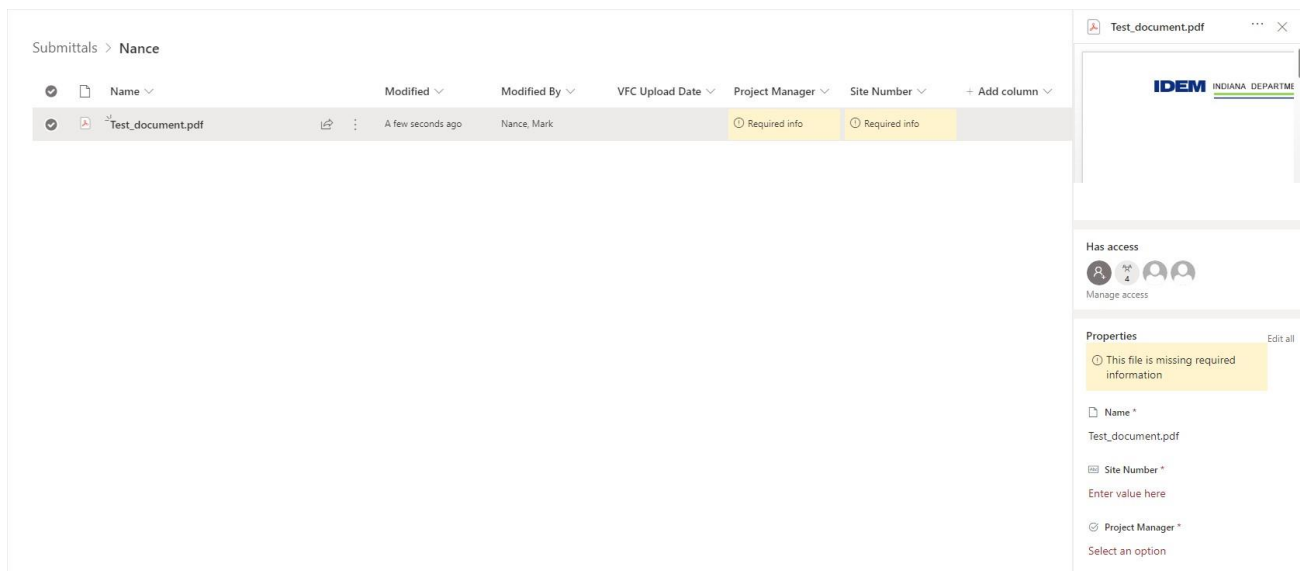 Submittals > Nance
Name
Modified
Modified By
VFC Upload Date
Project Manager
Site Number
+ Add column
Test_document.pdf
A few seconds ago
Nance, Mark
Required info
Required info
Test_document.pdf
IDEM INDIANA DEPARTME
Has access
4
Manage access
Properties
Edit all
This file is missing required
information
Name *
Test_document.pdf
Site Number *
Enter value here
Project Manager *
Select an option